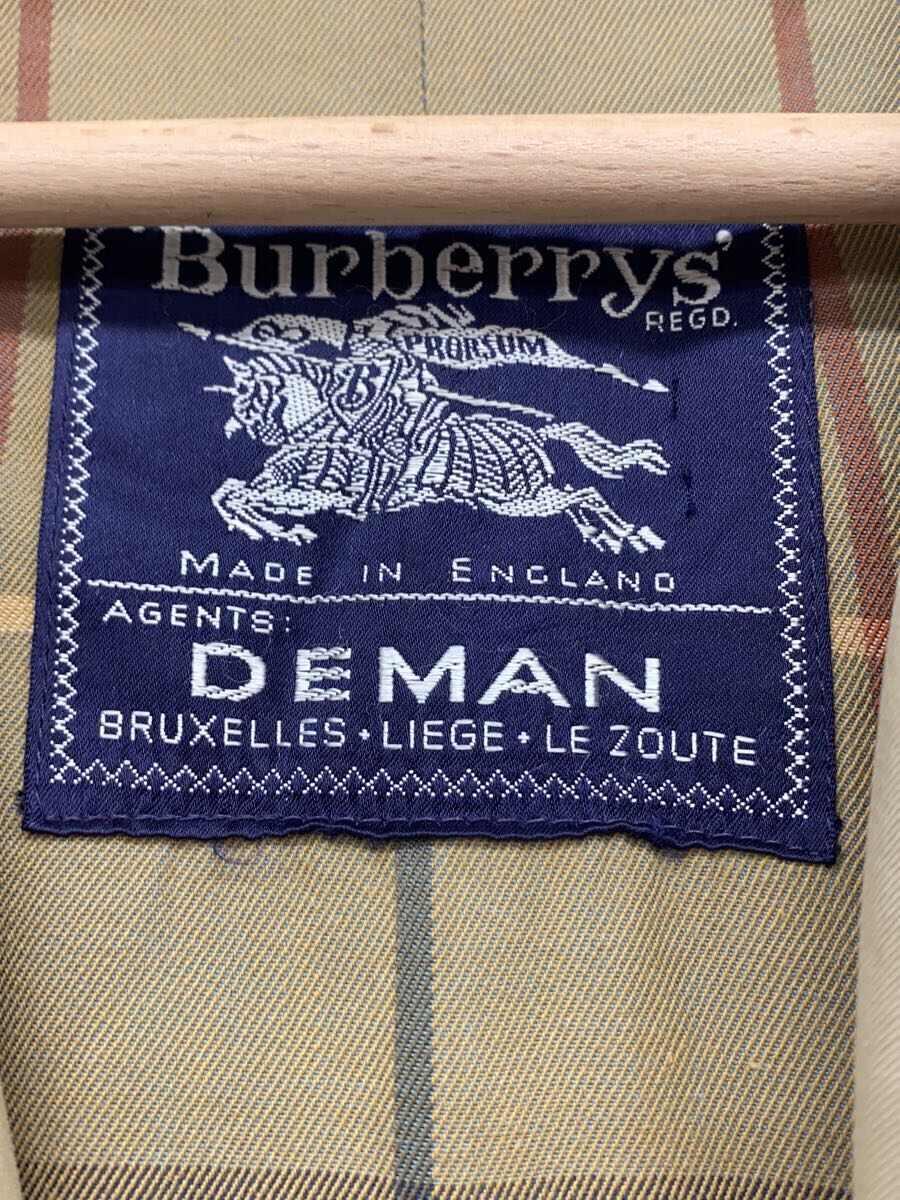 'Burberrys'
REGD.
PRORSUM
B
MADE IN ENGLAND
AGENTS:
DEMAN
BRUXELLES · LIEGE · LE ZOUTE